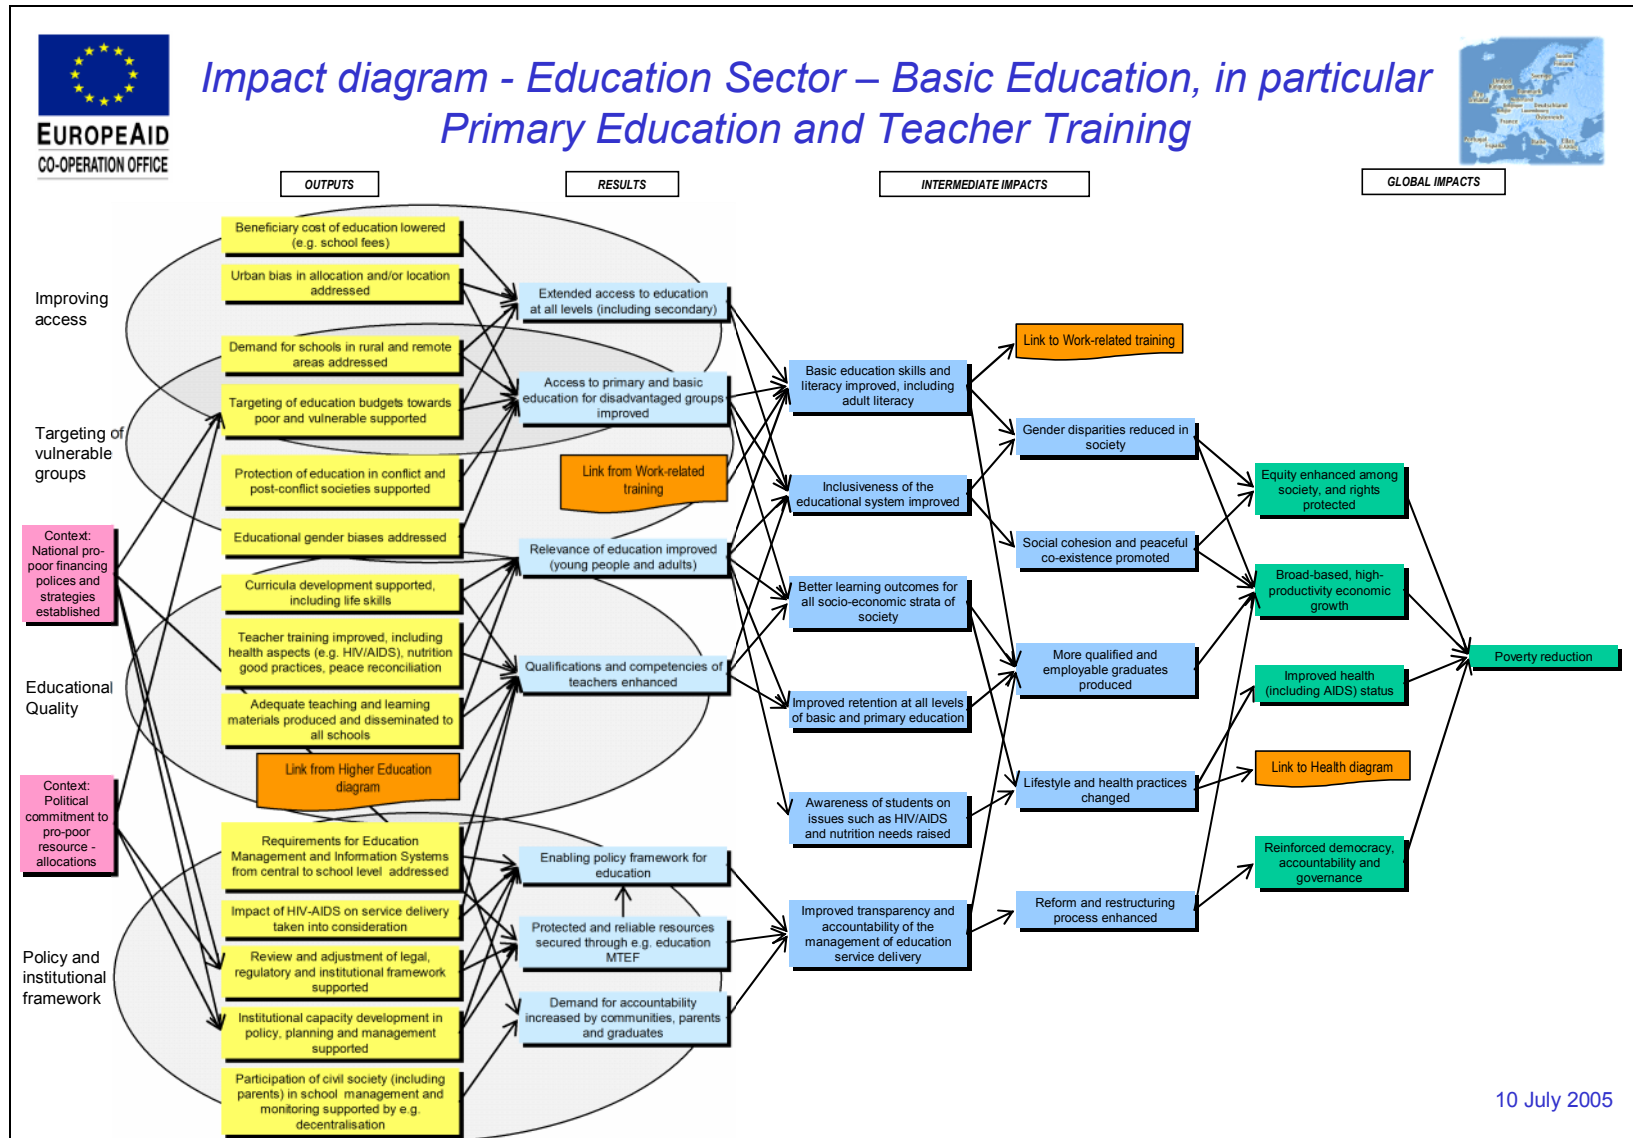 Impact diagram - Education Sector – Basic Education, in particular
Primary Education and Teacher Training
EUROPEAID
CO-OPERATION OFFICE
OUTPUTS
RESULTS
INTERMEDIATE IMPACTS
GLOBAL IMPACTS
Improving
access
Targeting of
vulnerable
groups
Educational
Quality
Policy and
institutional
framework
Context:
National pro-
poor financing
polices and
strategies
established
Context:
Political
commitment to
pro-poor
resource -
allocations
Beneficiary cost of education lowered
(e.g. school fees)
Urban bias in allocation and/or location
addressed
Demand for schools in rural and remote
areas addressed
Targeting of education budgets towards
poor and vulnerable supported
Protection of education in conflict and
post-conflict societies supported
Educational gender biases addressed
Curricula development supported,
including life skills
Teacher training improved, including
health aspects (e.g. HIV/AIDS), nutrition
good practices, peace reconciliation
Adequate teaching and learning
materials produced and disseminated to
all schools
Link from Higher Education
diagram
Requirements for Education
Management and Information Systems
from central to school level addressed
Impact of HIV-AIDS on service delivery
taken into consideration
Review and adjustment of legal,
regulatory and institutional framework
supported
Institutional capacity development in
policy, planning and management
supported
Participation of civil society (including
parents) in school management and
monitoring supported by e.g.
decentralisation
Extended access to education
at all levels (including secondary)
Access to primary and basic
education for disadvantaged groups
improved
Link from Work-related
training
Relevance of education improved
(young people and adults)
Qualifications and competencies of
teachers enhanced
Enabling policy framework for
education
Protected and reliable resources
secured through e.g. education
MTEF
Demand for accountability
increased by communities, parents
and graduates
Basic education skills and
literacy improved, including
adult literacy
Inclusiveness of the
educational system improved
Better learning outcomes for
all socio-economic strata of
society
Improved retention at all levels
of basic and primary education
Awareness of students on
issues such as HIV/AIDS
and nutrition needs raised
Improved transparency and
accountability of the
management of education
service delivery
Link to Work-related training
Gender disparities reduced in
society
Social cohesion and peaceful
co-existence promoted
More qualified and
employable graduates
produced
Lifestyle and health practices
changed
Reform and restructuring
process enhanced
Equity enhanced among
society, and rights
protected
Broad-based, high-
productivity economic
growth
Improved health
(including AIDS) status
Link to Health diagram
Reinforced democracy,
accountability and
governance
Poverty reduction
10 July 2005